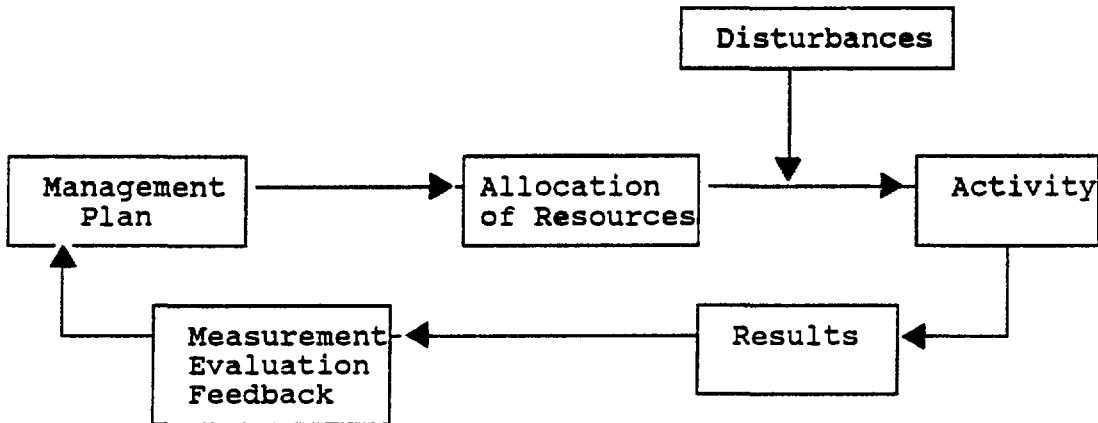 Disturbances
Management
Plan
Allocation
of Resources
Activity
Measurement
Evaluation
Feedback
Results